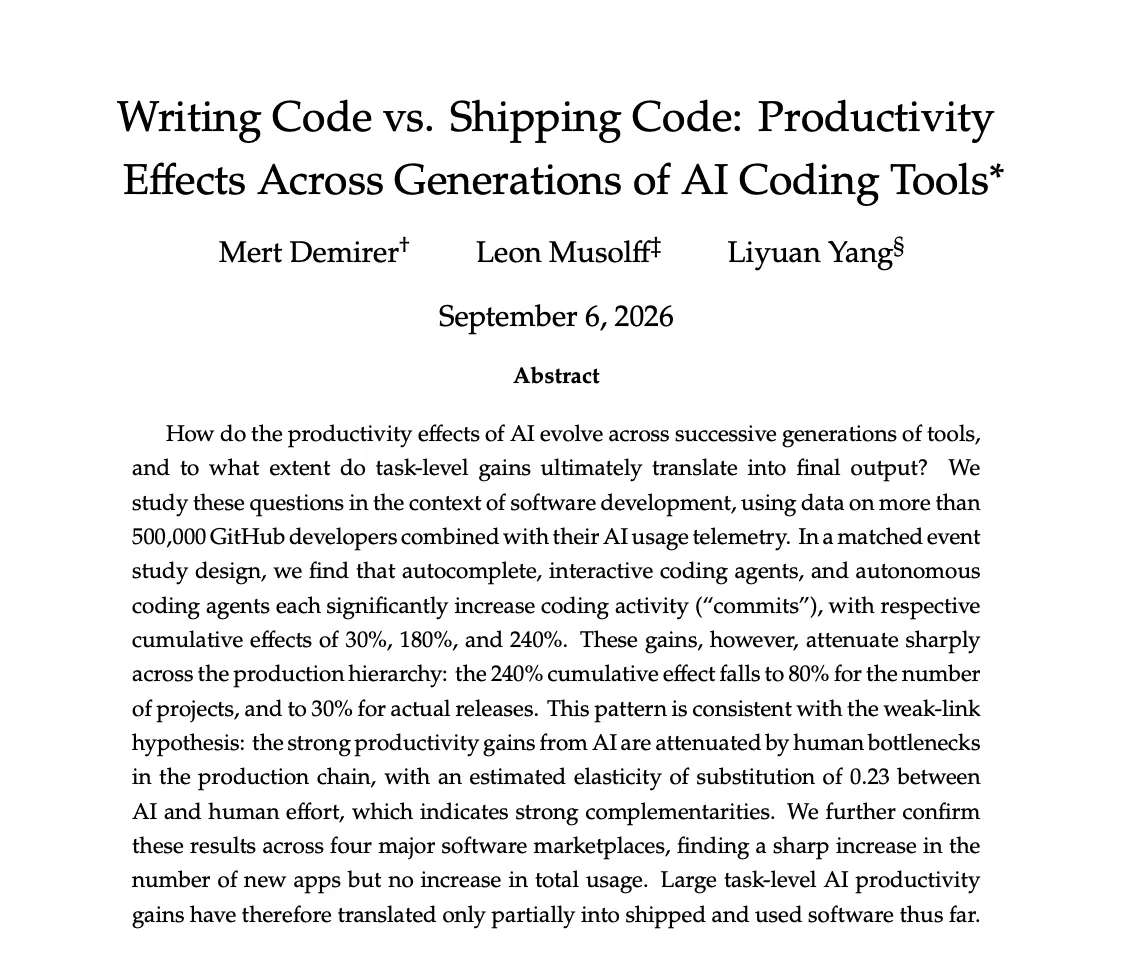 Writing Code vs. Shipping Code: Productivity
Effects Across Generations of AI Coding Tools*
Mert Demirer† Leon Musolff‡ Liyuan Yang§
September 6, 2026
Abstract
How do the productivity effects of AI evolve across successive generations of tools,
and to what extent do task-level gains ultimately translate into final output? We
study these questions in the context of software development, using data on more than
500,000 GitHub developers combined with their AI usage telemetry. In a matched event
study design, we find that autocomplete, interactive coding agents, and autonomous
coding agents each significantly increase coding activity (“commits”), with respective
cumulative effects of 30%, 180%, and 240%. These gains, however, attenuate sharply
across the production hierarchy: the 240% cumulative effect falls to 80% for the number
of projects, and to 30% for actual releases. This pattern is consistent with the weak-link
hypothesis: the strong productivity gains from AI are attenuated by human bottlenecks
in the production chain, with an estimated elasticity of substitution of 0.23 between
AI and human effort, which indicates strong complementarities. We further confirm
these results across four major software marketplaces, finding a sharp increase in the
number of new apps but no increase in total usage. Large task-level AI productivity
gains have therefore translated only partially into shipped and used software thus far.